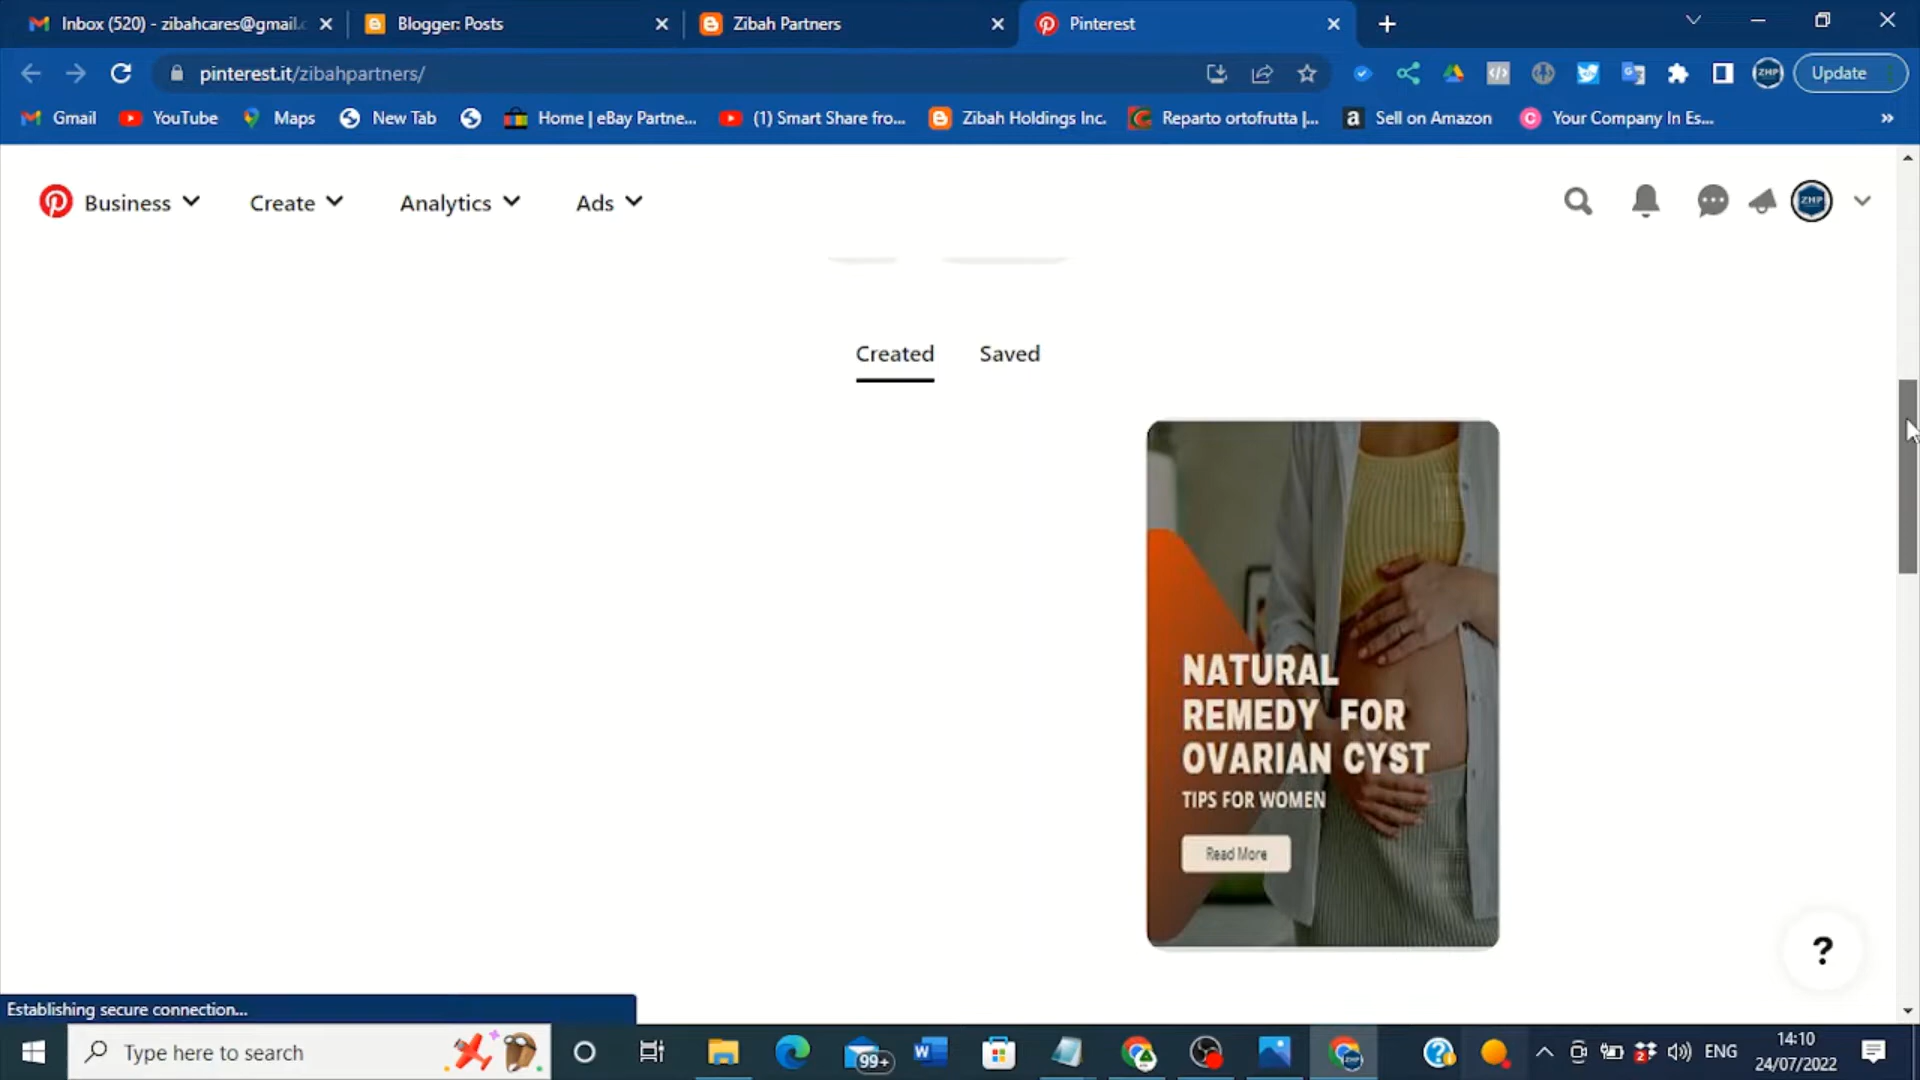 Inbox (520) - zibahcares@gmail.c
Blogger: Posts
Zibah Partners
Pinterest
pinterest.it/zibahpartners/
ZHP
Update
Gmail
YouTube
Maps
New Tab
Home | eBay Partne...
(1) Smart Share fro...
Zibah Holdings Inc.
Reparto ortofrutta |...
Sell on Amazon
Your Company In Es...
»
Business
Create
Analytics
Ads
ZHP
Created
Saved
NATURAL
REMEDY FOR
OVARIAN CYST
TIPS FOR WOMEN
Read More
?
Establishing secure connection...
Type here to search
99+
ENG
14:10
24/07/2022